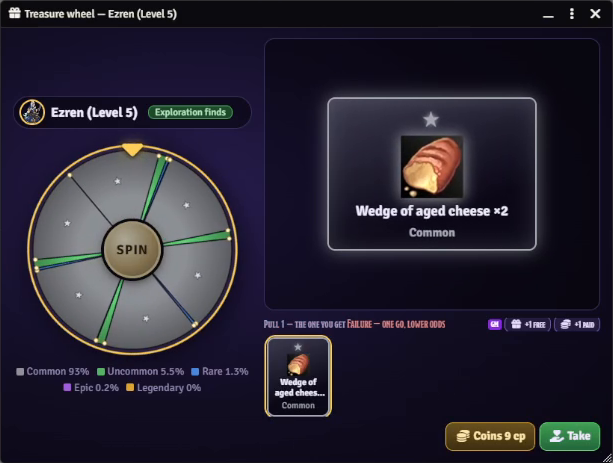 Treasure wheel — Ezren (Level 5)
Ezren (Level 5)
Exploration finds
SPIN
Common 93%
Uncommon 5.5%
Rare 1.3%
Epic 0.2%
Legendary 0%
Wedge of aged cheese ×2
Common
Pull 1 — the one you get Failure — one go, lower odds
GM
+1 free
+1 paid
Wedge of
aged chees...
Common
Coins 9 cp
Take